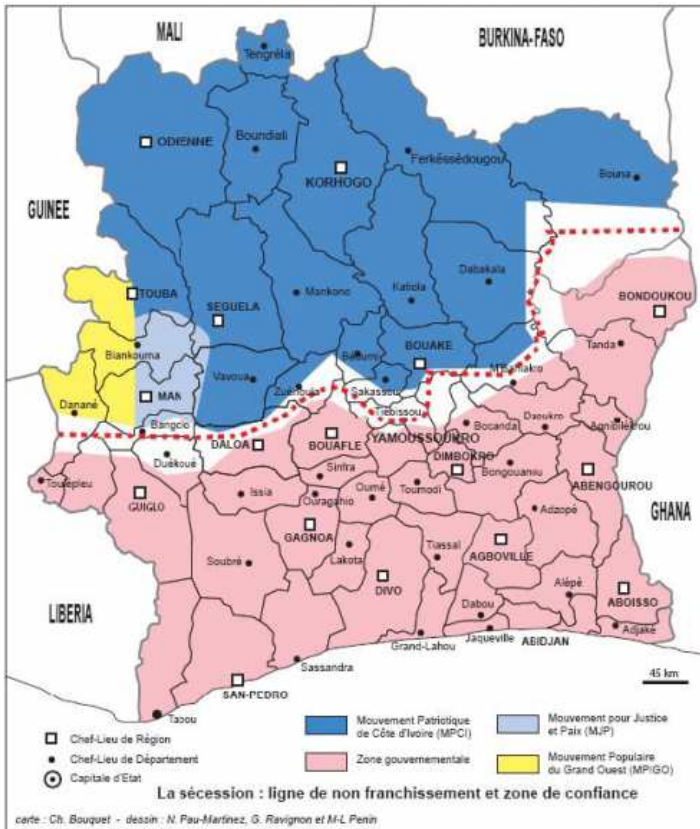 MALI
BURKINA-FASO
Tengréla
ODIENNE
Boundiali
Ferkéssédougou
KORHOGO
Bouna
GUINEE
TOUBA
SEGUELA
Mankono
Katiola
Dabakala
BONDOUKOU
Biankouma
BOUAKE
Tanda
Vavoua
MAN
Zuénoula
Sakassou
Danané
Tiébissou
Bangolo
DALOA
BOUAFLE
YAMOUSSOUKRO
Bocanda
Daoukro
Agnibilékrou
Duékoué
DIMBOKRO
Sinfra
Bongouanou
ABENGOUROU
Toulepleu
GUIGLO
Issia
Oumé
Toumodi
Ouragahio
GHANA
Adzopé
GAGNOA
Soubré
Lakota
Tiassal
AGBOVILLE
DIVO
Alépé
ABOISSO
LIBERIA
Dabou
Grand-Lahou
Jaqueville
ABIDJAN
Adjaké
Sassandra
SAN-PEDRO
45 km
Tabou
Chef-Lieu de Région
Chef-Lieu de Département
Capitale d'Etat
Mouvement Patriotique
de Côte d'Ivoire (MPCI)
Zone gouvernementale
Mouvement pour Justice
et Paix (MJP)
Mouvement Populaire
du Grand Ouest (MPIGO)
La sécession : ligne de non franchissement et zone de confiance
carte : Ch. Bouquet - dessin : N. Pau-Martinez, G. Ravignon et M-L Penin